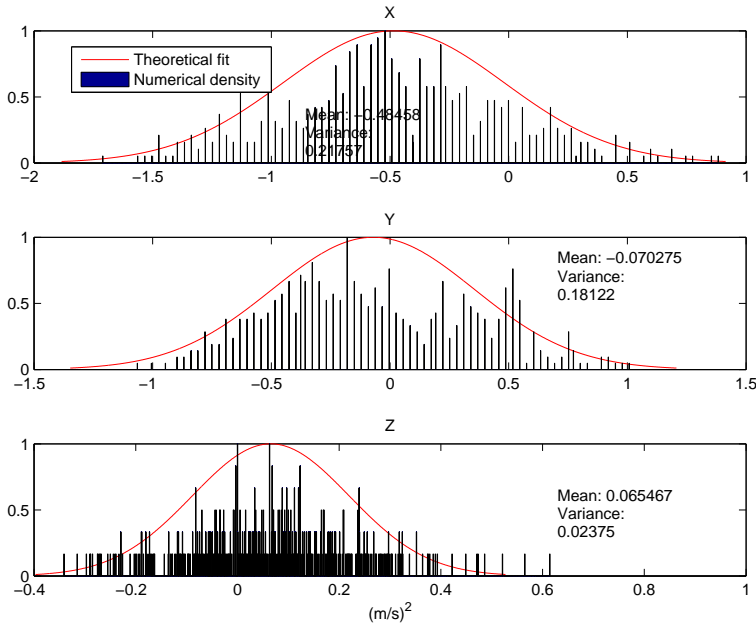 X
1
0.5
0
Theoretical fit
Numerical density
Mean: −0.48458
Variance:
0.21757
−2 −1.5 −1 −0.5 0 0.5 1
Y
1
0.5
0
Mean: −0.070275
Variance:
0.18122
−1.5 −1 −0.5 0 0.5 1 1.5
Z
1
0.5
0
Mean: 0.065467
Variance:
0.02375
−0.4 −0.2 0 0.2 0.4 0.6 0.8 1
(m/s)²